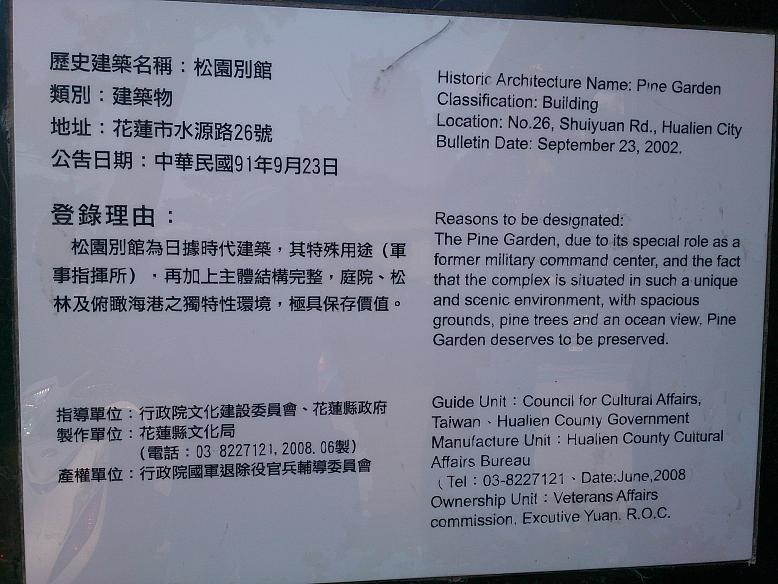 歷史建築名稱：松園別館
類別：建築物
地址：花蓮市水源路26號
公告日期：中華民國91年9月23日
登錄理由：
松園別館為日據時代建築，其特殊用途（軍
事指揮所），再加上主體結構完整，庭院、松
林及俯瞰海港之獨特性環境，極具保存價值。
指導單位：行政院文化建設委員會、花蓮縣政府
製作單位：花蓮縣文化局
（電話：03-8227121,2008.06製）
產權單位：行政院國軍退除役官兵輔導委員會
Historic Architecture Name: Pine Garden
Classification: Building
Location: No.26, Shuiyuan Rd., Hualien City
Bulletin Date: September 23, 2002.
Reasons to be designated:
The Pine Garden, due to its special role as a
former military command center, and the fact
that the complex is situated in such a unique
and scenic environment, with spacious
grounds, pine trees and an ocean view. Pine
Garden deserves to be preserved.
Guide Unit：Council for Cultural Affairs,
Taiwan、Hualien County Government
Manufacture Unit：Hualien County Cultural
Affairs Bureau
（Tel：03-8227121、Date:June,2008
Ownership Unit：Veterans Affairs
commission, Excutive Yuan, R.O.C.